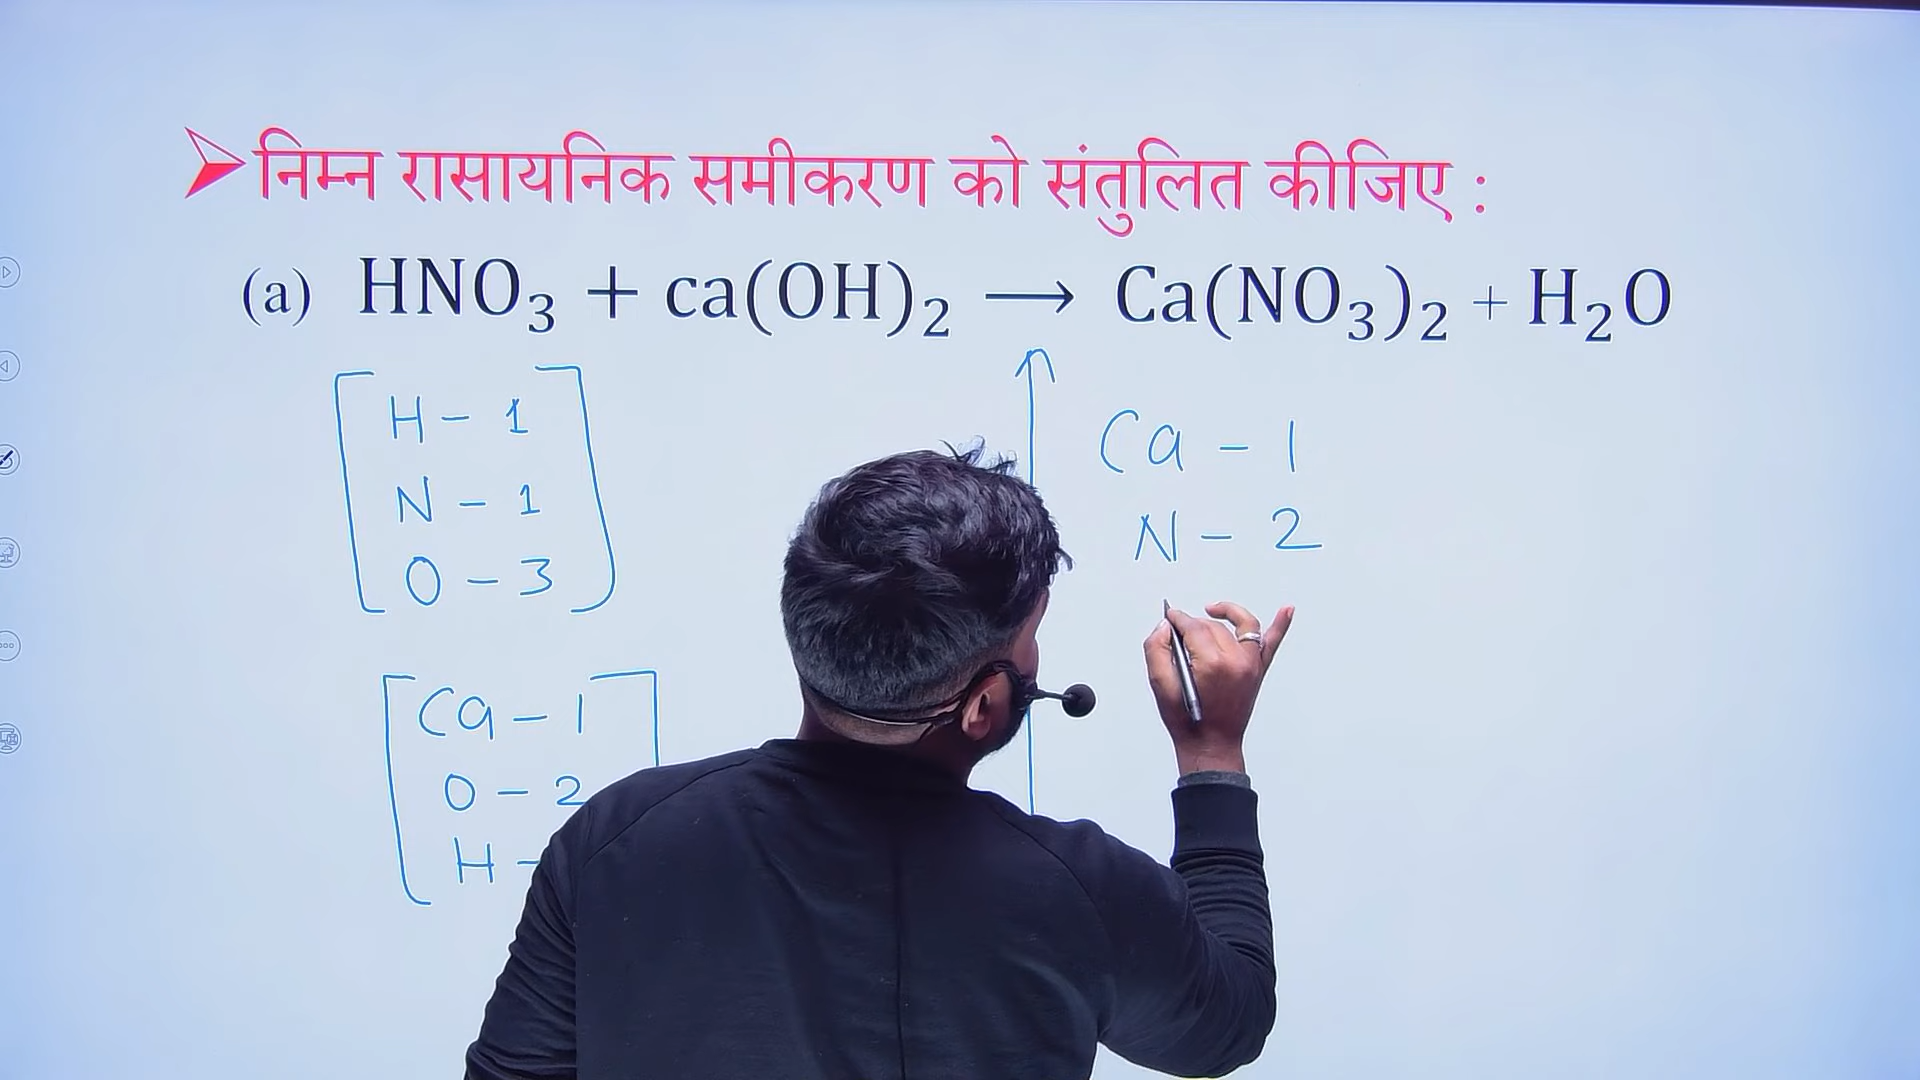 निम्न रासायनिक समीकरण को संतुलित कीजिए :
(a) HNO₃ + ca(OH)₂ ⟶ Ca(NO₃)₂ + H₂O
H - 1
N - 1
O - 3
Ca - 1
O - 2
H -
Ca - 1
N - 2